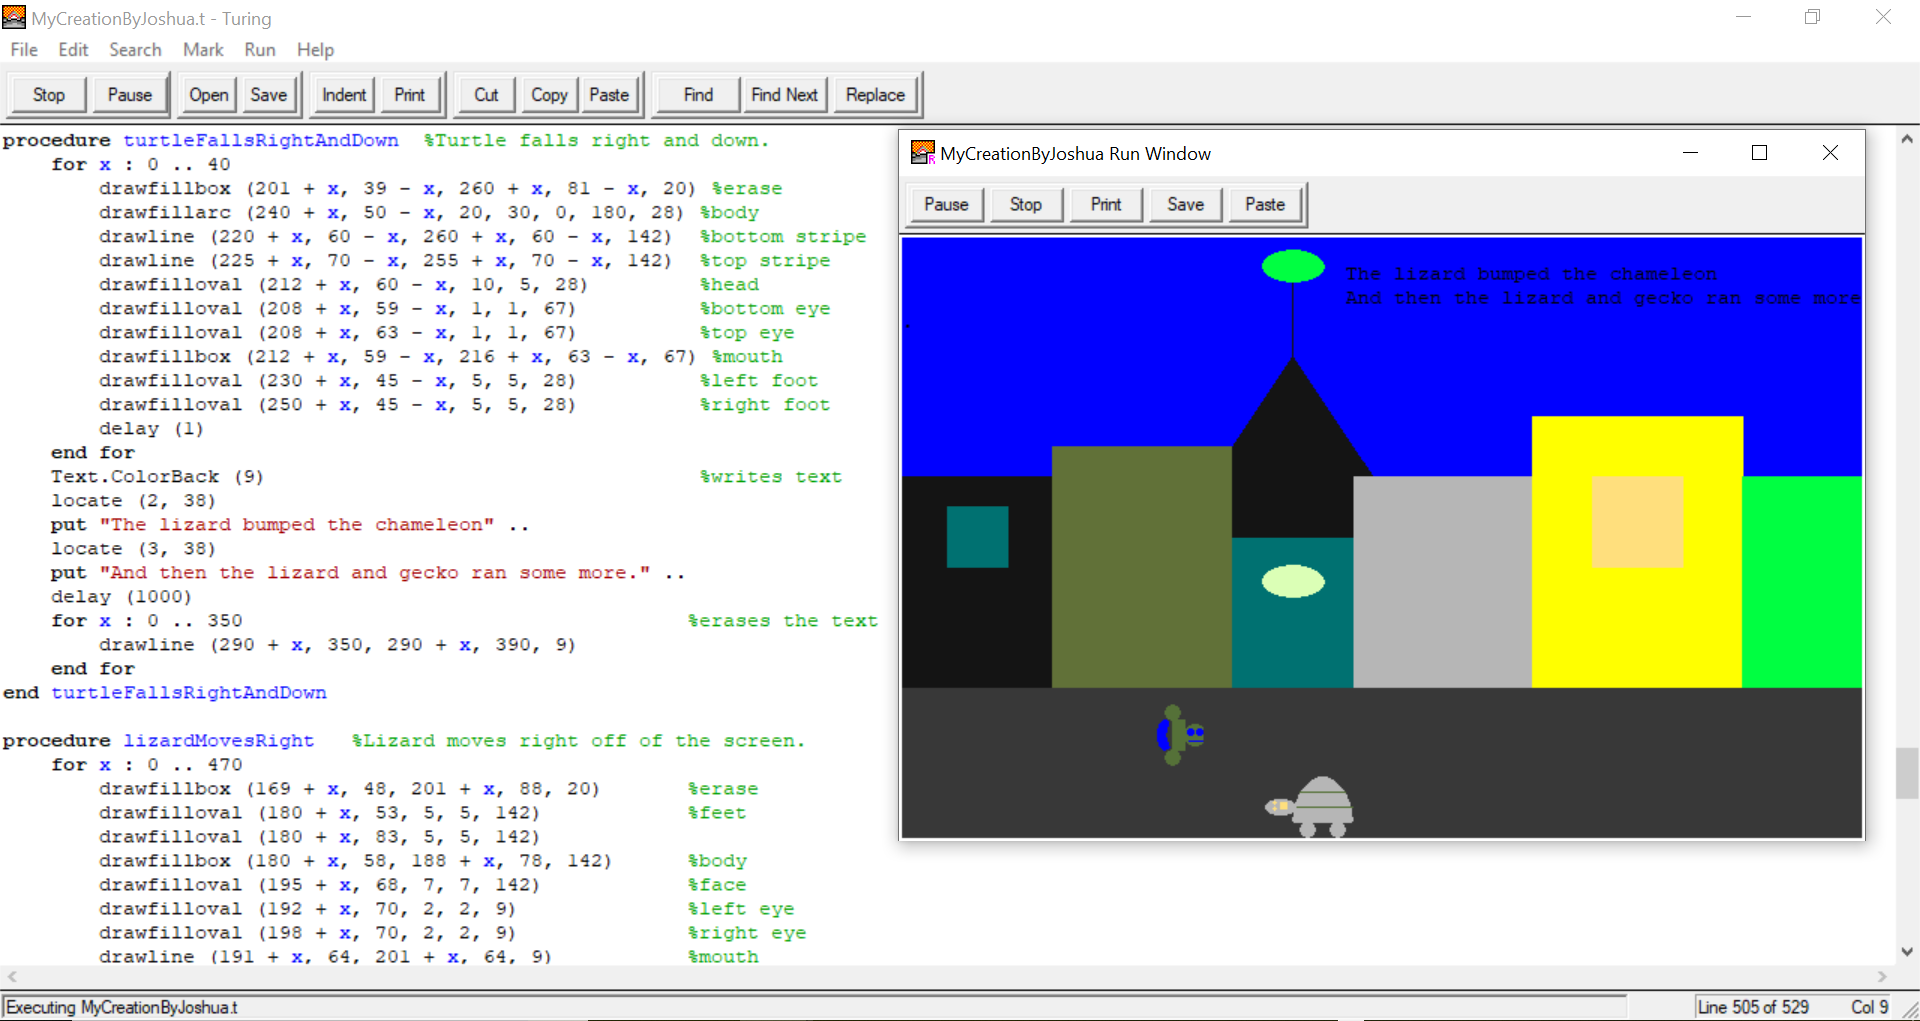 MyCreationByJoshua.t - Turing
File Edit Search Mark Run Help
Stop Pause Open Save Indent Print Cut Copy Paste Find Find Next Replace
procedure turtleFallsRightAndDown %Turtle falls right and down.
for x : 0 .. 40
drawfillbox (201 + x, 39 - x, 260 + x, 81 - x, 20) %erase
drawfillarc (240 + x, 50 - x, 20, 30, 0, 180, 28) %body
drawline (220 + x, 60 - x, 260 + x, 60 - x, 142) %bottom stripe
drawline (225 + x, 70 - x, 255 + x, 70 - x, 142) %top stripe
drawfilloval (212 + x, 60 - x, 10, 5, 28) %head
drawfilloval (208 + x, 59 - x, 1, 1, 67) %bottom eye
drawfilloval (208 + x, 63 - x, 1, 1, 67) %top eye
drawfillbox (212 + x, 59 - x, 216 + x, 63 - x, 67) %mouth
drawfilloval (230 + x, 45 - x, 5, 5, 28) %left foot
drawfilloval (250 + x, 45 - x, 5, 5, 28) %right foot
delay (1)
end for
Text.ColorBack (9) %writes text
locate (2, 38)
put "The lizard bumped the chameleon" ..
locate (3, 38)
put "And then the lizard and gecko ran some more." ..
delay (1000)
for x : 0 .. 350 %erases the text
drawline (290 + x, 350, 290 + x, 390, 9)
end for
end turtleFallsRightAndDown
procedure lizardMovesRight %Lizard moves right off of the screen.
for x : 0 .. 470
drawfillbox (169 + x, 48, 201 + x, 88, 20) %erase
drawfilloval (180 + x, 53, 5, 5, 142) %feet
drawfilloval (180 + x, 83, 5, 5, 142)
drawfillbox (180 + x, 58, 188 + x, 78, 142) %body
drawfilloval (195 + x, 68, 7, 7, 142) %face
drawfilloval (192 + x, 70, 2, 2, 9) %left eye
drawfilloval (198 + x, 70, 2, 2, 9) %right eye
drawline (191 + x, 64, 201 + x, 64, 9) %mouth
MyCreationByJoshua Run Window
Pause Stop Print Save Paste
The lizard bumped the chameleon
And then the lizard and gecko ran some more
.
Executing MyCreationByJoshua.t
Line 505 of 529 Col 9